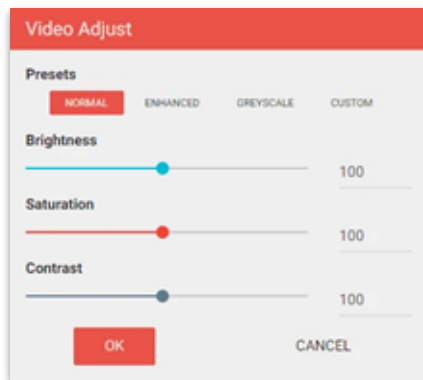 Video Adjust
Presets
NORMAL ENHANCED GREYSCALE CUSTOM
Brightness
100
Saturation
100
Contrast
100
OK CANCEL